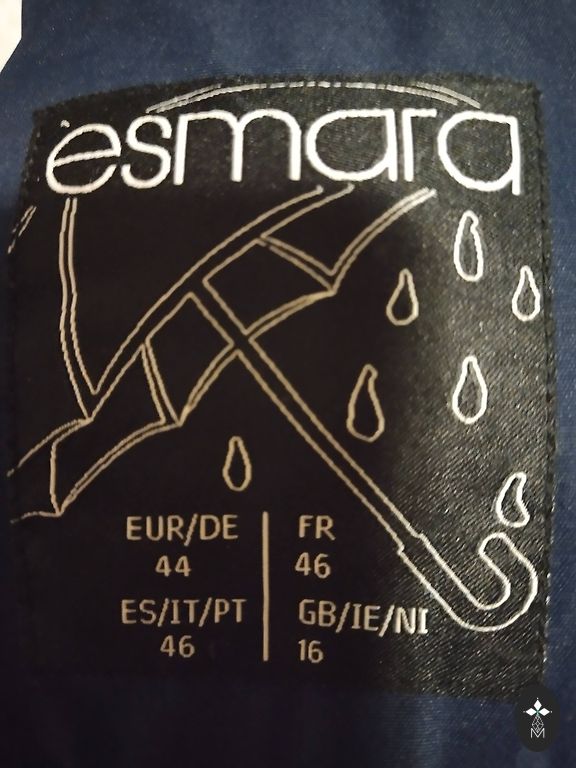 esmara
EUR/DE
44
FR
46
ES/IT/PT
46
GB/IE/NI
16
M